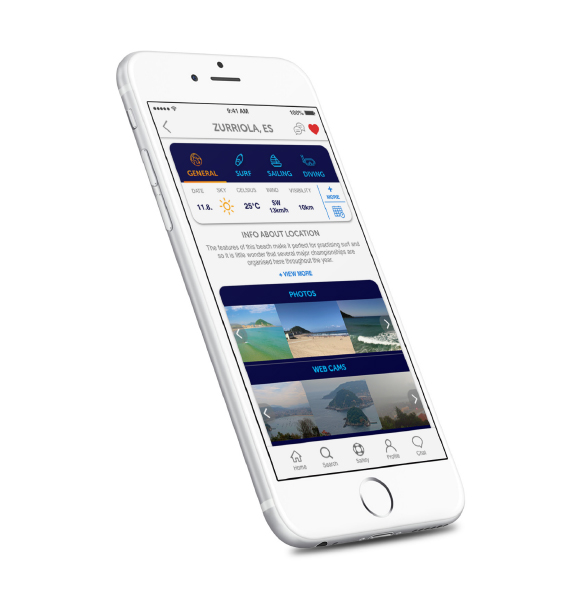 9:41 AM 100%
ZURRIOLA, ES
GENERAL SURF SAILING DIVING
DATE SKY CELSIUS WIND VISIBILITY + MORE
11.8. 25°C SW 13km/h 10km
INFO ABOUT LOCATION
The features of this beach make it perfect for practising surf and
so it is little wonder that several major championships are
organised here throughout the year.
+ VIEW MORE
PHOTOS
WEB CAMS
Home Search Safety Profile Chat